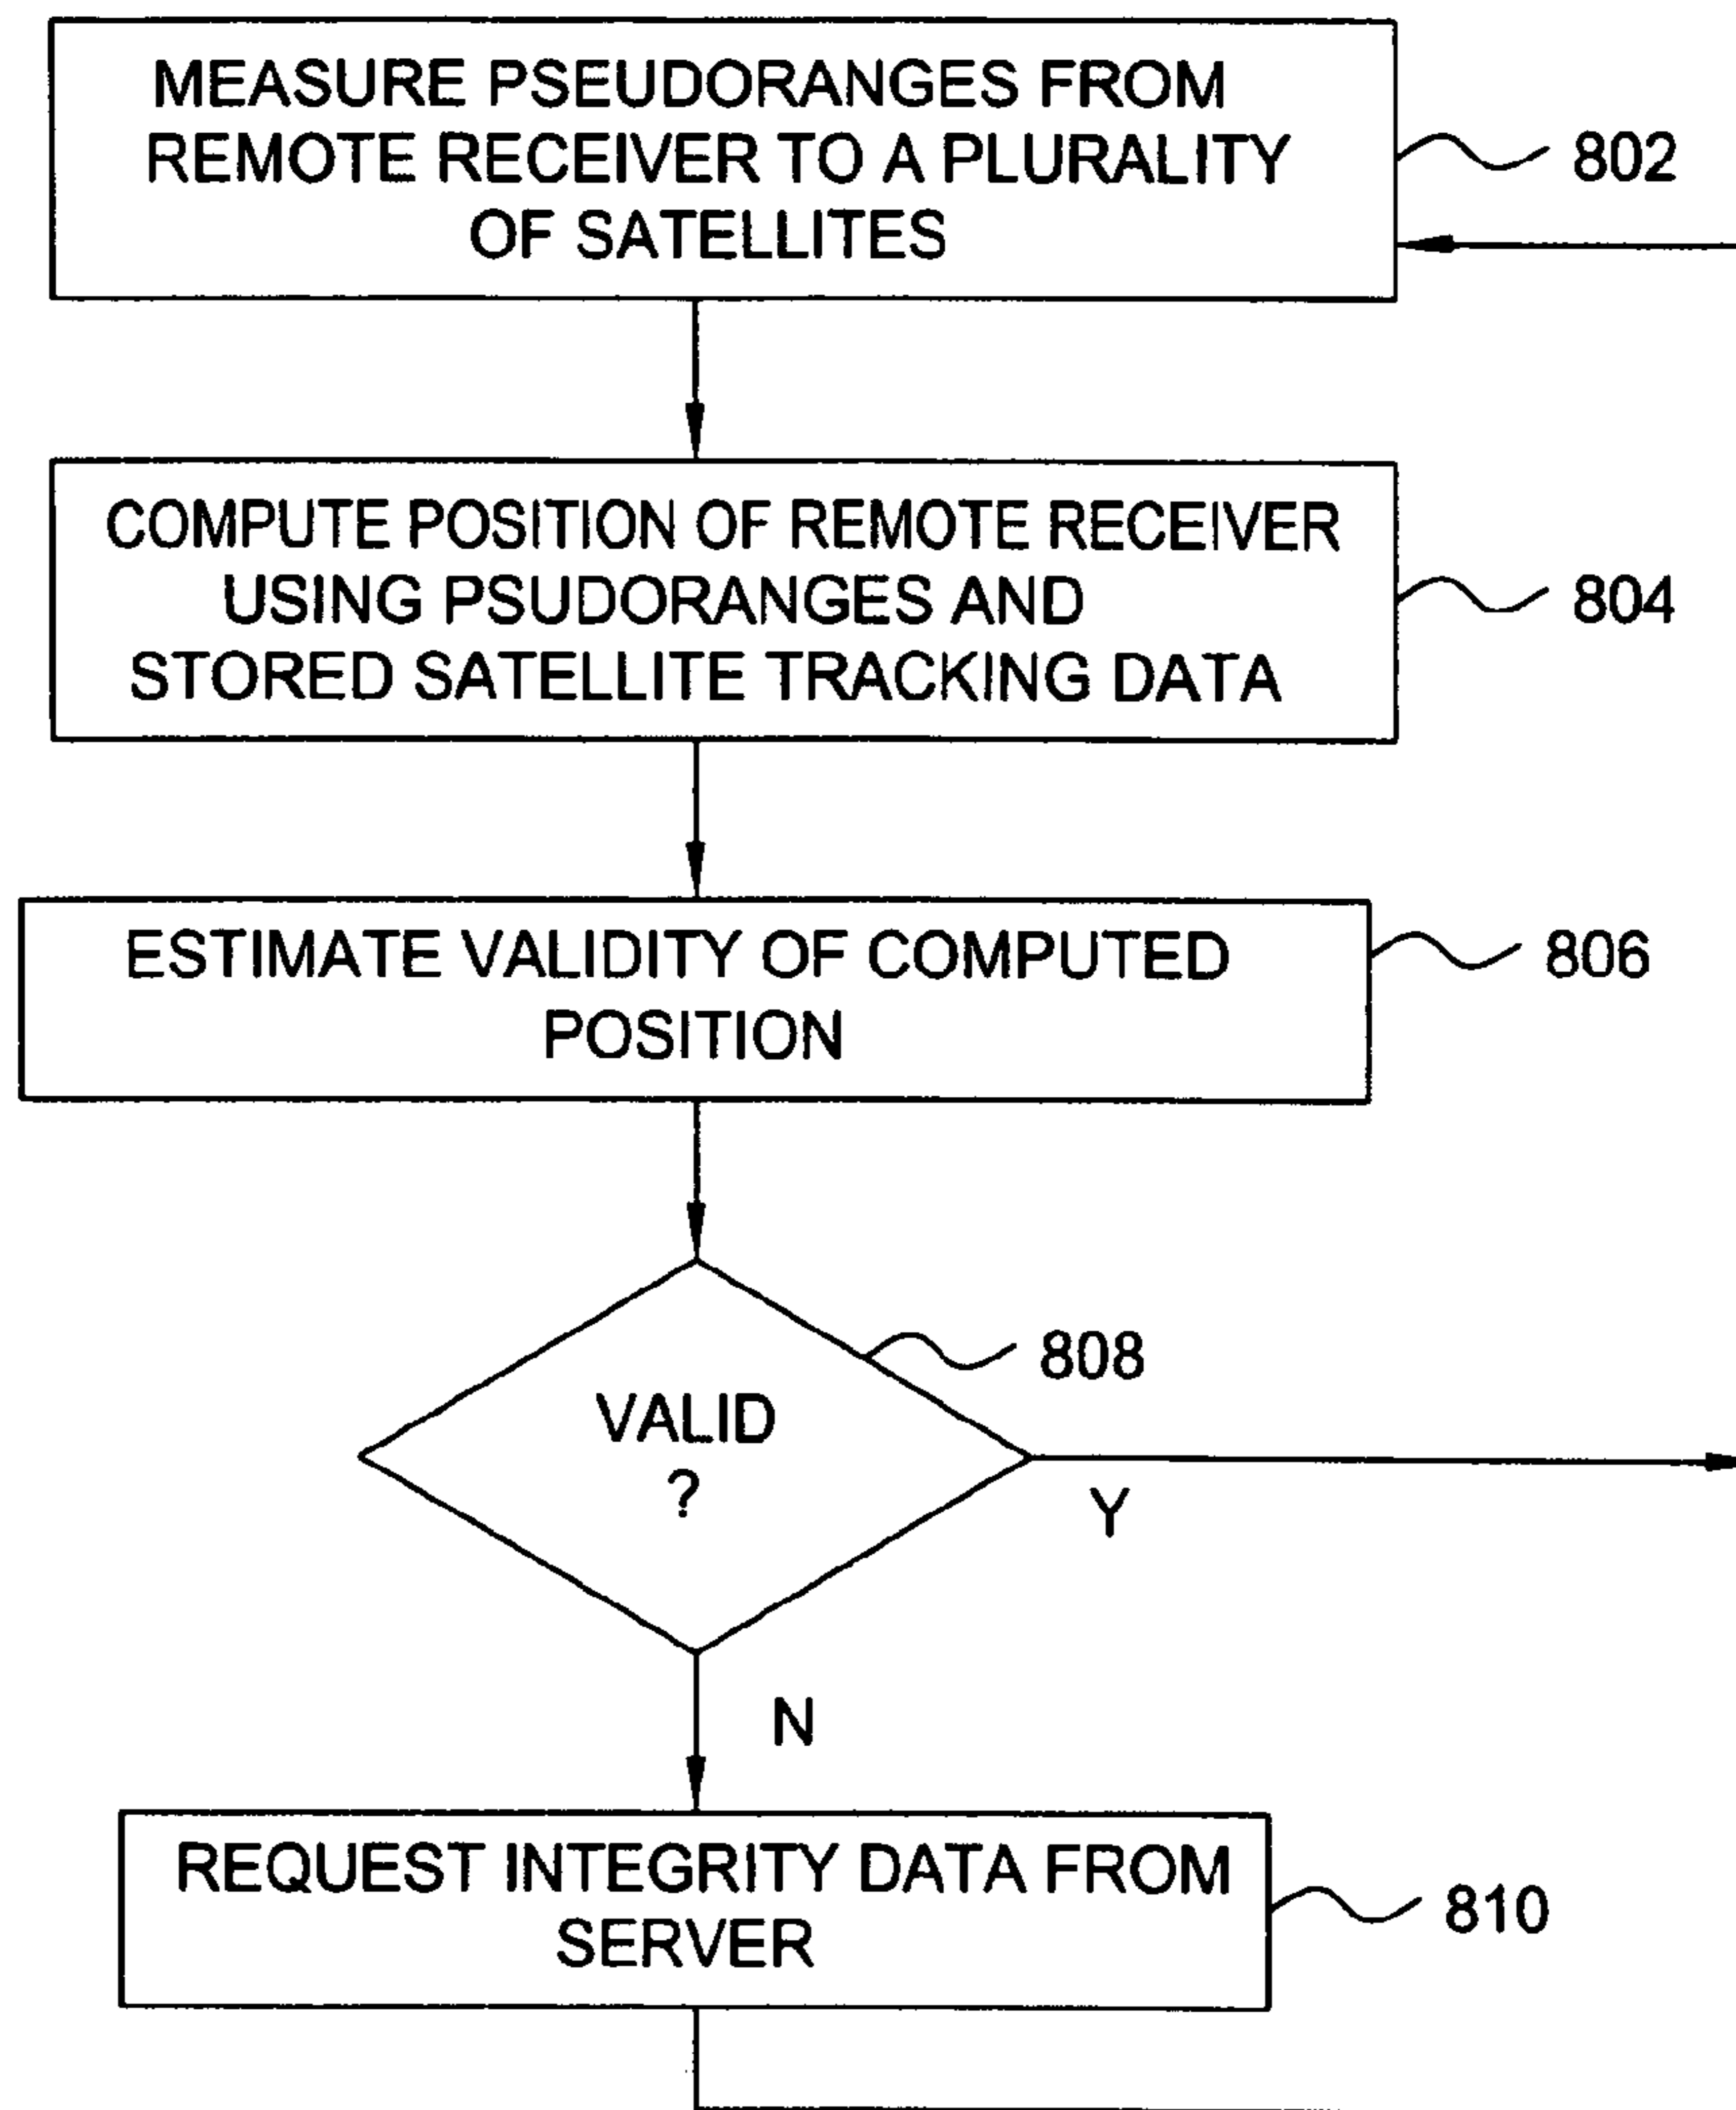 MEASURE PSEUDORANGES FROM
REMOTE RECEIVER TO A PLURALITY
OF SATELLITES
802
COMPUTE POSITION OF REMOTE RECEIVER
USING PSUDORANGES AND
STORED SATELLITE TRACKING DATA
804
ESTIMATE VALIDITY OF COMPUTED
POSITION
806
808
VALID
?
Y
N
REQUEST INTEGRITY DATA FROM
SERVER
810